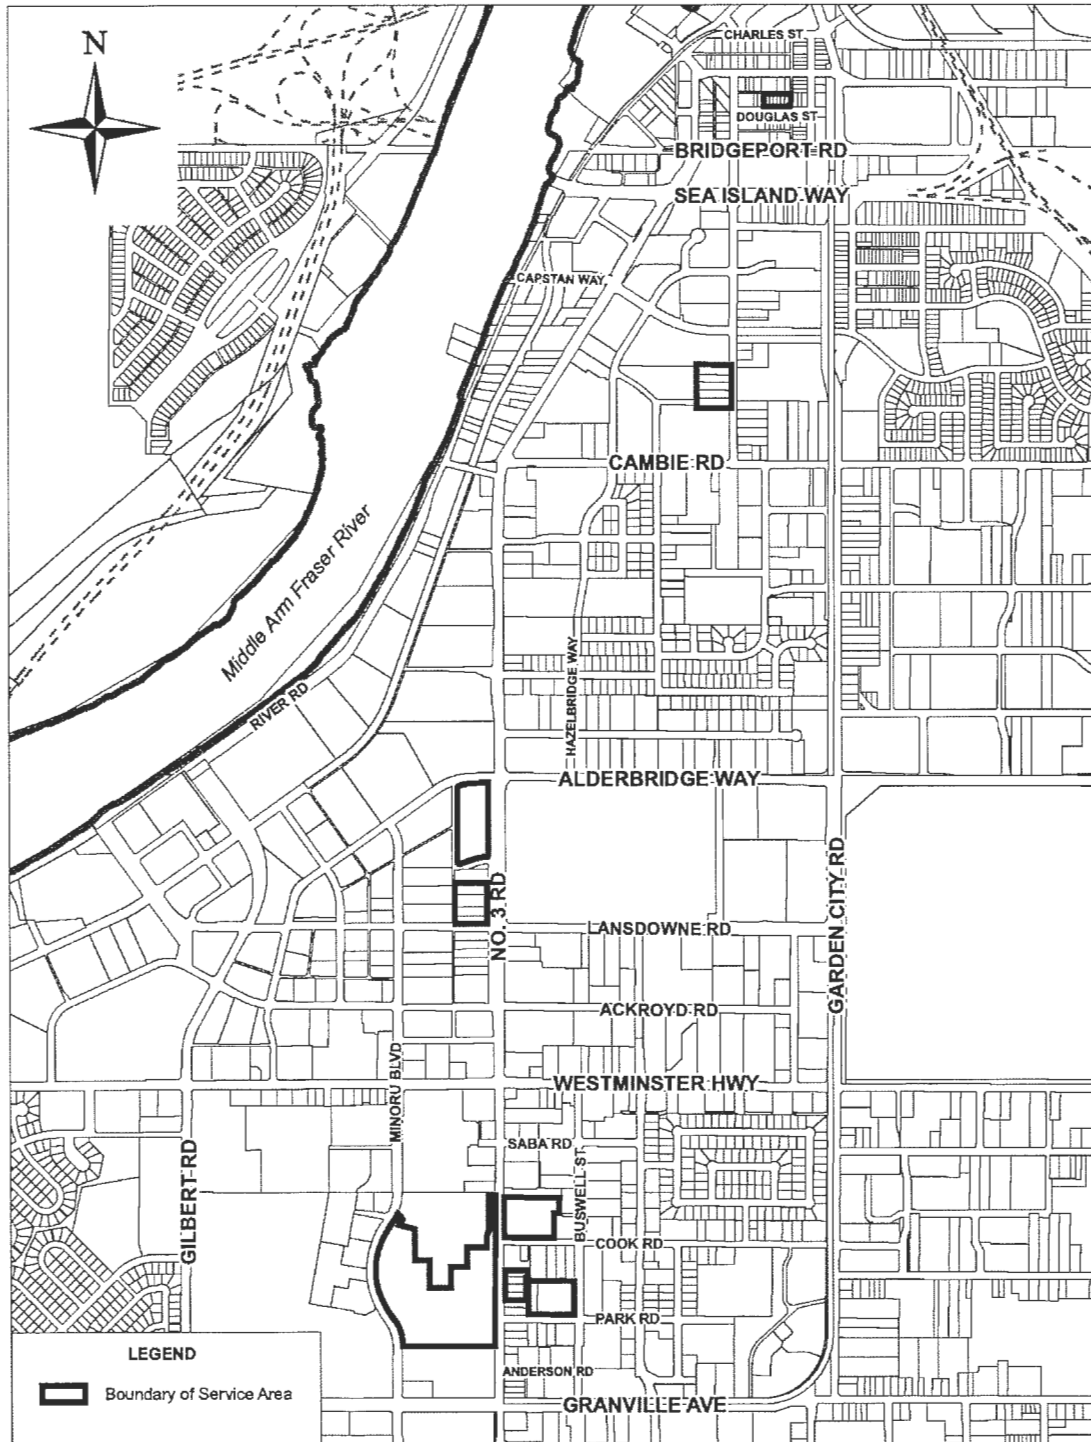 N
CHARLES ST
DOUGLAS ST
BRIDGEPORT RD
SEA ISLAND WAY
CAPSTAN WAY
CAMBIE RD
Middle Arm Fraser River
RIVER RD
HAZELBRIDGE WAY
ALDERBRIDGE WAY
NO. 3 RD
GARDEN CITY RD
LANSDOWNE RD
ACKROYD RD
MINORU BLVD
WESTMINSTER HWY
SABA RD
GILBERT RD
BUSWELL ST
COOK RD
PARK RD
ANDERSON RD
GRANVILLE AVE
LEGEND
Boundary of Service Area